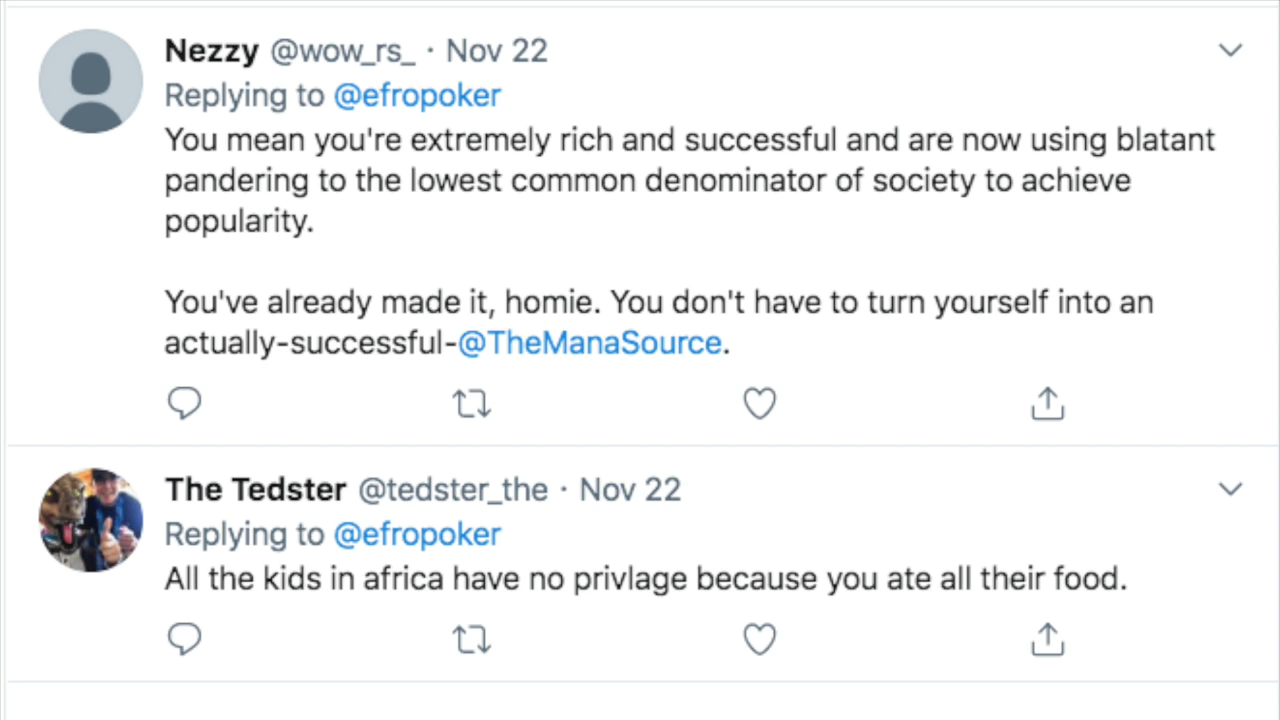 Nezzy @wow_rs_ · Nov 22
Replying to @efropoker
You mean you're extremely rich and successful and are now using blatant
pandering to the lowest common denominator of society to achieve
popularity.
You've already made it, homie. You don't have to turn yourself into an
actually-successful-@TheManaSource.
The Tedster @tedster_the · Nov 22
Replying to @efropoker
All the kids in africa have no privlage because you ate all their food.